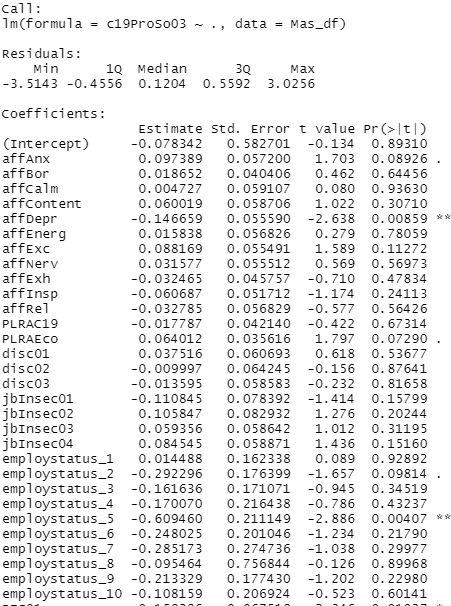 Call:
lm(formula = c19ProSo03 ~ ., data = Mas_df)
Residuals:
Min 1Q Median 3Q Max
-3.5143 -0.4556 0.1204 0.5592 3.0256
Coefficients:
Estimate Std. Error t value Pr(>|t|)
(Intercept) -0.078342 0.582701 -0.134 0.89310
affAnx 0.097389 0.057200 1.703 0.08926 .
affBor 0.018652 0.040406 0.462 0.64456
affCalm 0.004727 0.059107 0.080 0.93630
affContent 0.060019 0.058706 1.022 0.30710
affDepr -0.146659 0.055590 -2.638 0.00859 **
affEnerg 0.015838 0.056826 0.279 0.78059
affExc 0.088169 0.055491 1.589 0.11272
affNerv 0.031577 0.055512 0.569 0.56973
affExh -0.032465 0.045757 -0.710 0.47834
affInsp -0.060687 0.051712 -1.174 0.24113
affRel -0.032785 0.056829 -0.577 0.56426
PLRAC19 -0.017787 0.042140 -0.422 0.67314
PLRAEco 0.064012 0.035616 1.797 0.07290 .
disc01 0.037516 0.060693 0.618 0.53677
disc02 -0.009997 0.064245 -0.156 0.87641
disc03 -0.013595 0.058583 -0.232 0.81658
jbInsec01 -0.110845 0.078392 -1.414 0.15799
jbInsec02 0.105847 0.082932 1.276 0.20244
jbInsec03 0.059356 0.058642 1.012 0.31195
jbInsec04 0.084545 0.058871 1.436 0.15160
employstatus_1 0.014488 0.162338 0.089 0.92892
employstatus_2 -0.292296 0.176399 -1.657 0.09814 .
employstatus_3 -0.161636 0.171071 -0.945 0.34519
employstatus_4 -0.170070 0.216438 -0.786 0.43237
employstatus_5 -0.609460 0.211149 -2.886 0.00407 **
employstatus_6 -0.248025 0.201046 -1.234 0.21790
employstatus_7 -0.285173 0.274736 -1.038 0.29977
employstatus_8 -0.095464 0.756844 -0.126 0.89968
employstatus_9 -0.213329 0.177430 -1.202 0.22980
employstatus_10 -0.108159 0.206924 -0.523 0.60141